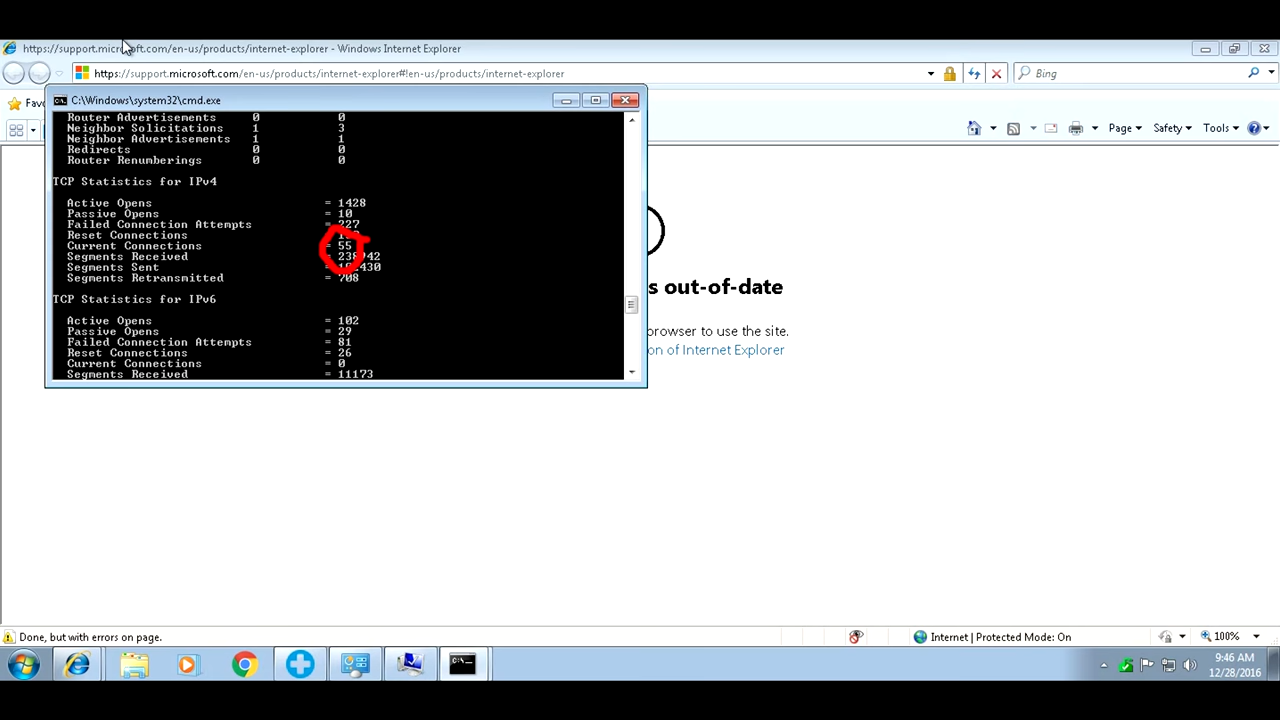 https://support.microsoft.com/en-us/products/internet-explorer - Windows Internet Explorer
https://support.microsoft.com/en-us/products/internet-explorer#!en-us/products/internet-explorer
Bing
Favo
C:\Windows\system32\cmd.exe
Page
Safety
Tools
Router Advertisements 0 0
Neighbor Solicitations 1 3
Neighbor Advertisements 1 1
Redirects 0 0
Router Renumberings 0 0
TCP Statistics for IPv4
Active Opens = 1428
Passive Opens = 10
Failed Connection Attempts = 227
Reset Connections
Current Connections = 55
Segments Received
Segments Sent
Segments Retransmitted = 708
TCP Statistics for IPv6
Active Opens = 102
Passive Opens = 29
Failed Connection Attempts = 81
Reset Connections = 26
Current Connections = 0
Segments Received = 11173
s out-of-date
browser to use the site.
on of Internet Explorer
Done, but with errors on page.
Internet | Protected Mode: On
100%
9:46 AM
12/28/2016